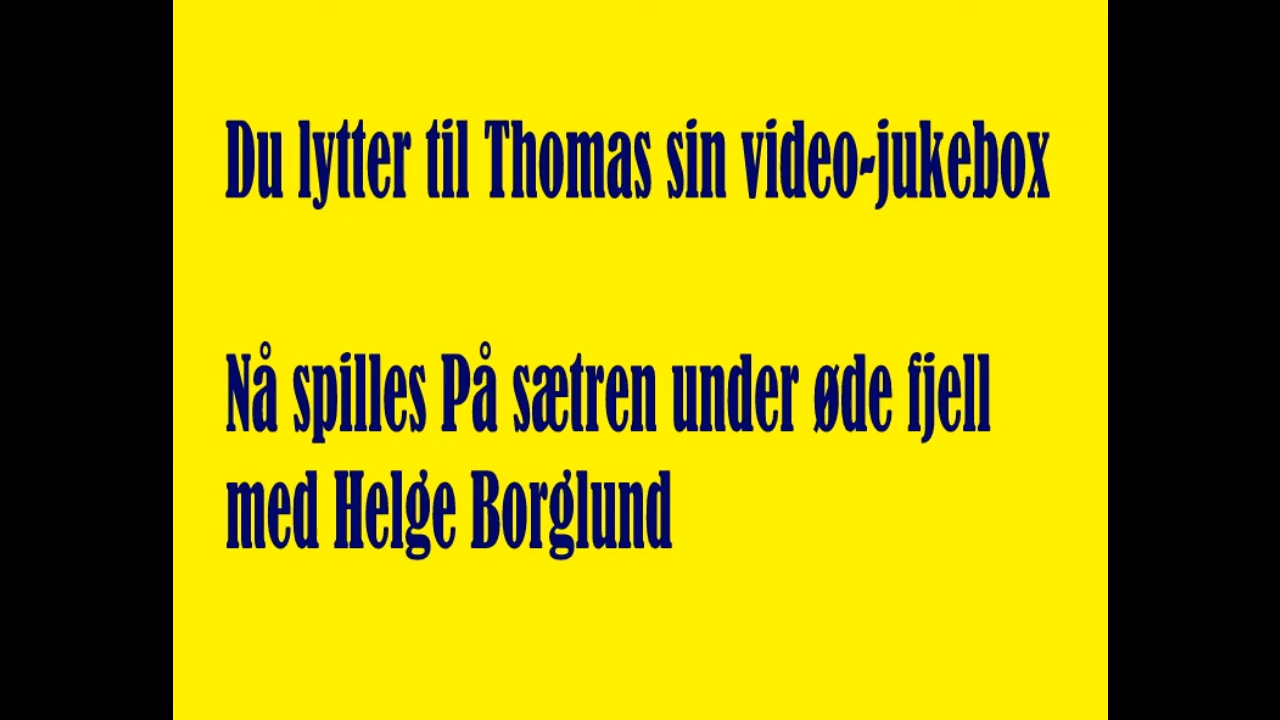 Du lytter til Thomas sin video-jukebox
Nå spilles På sætren under øde fjell
med Helge Borglund